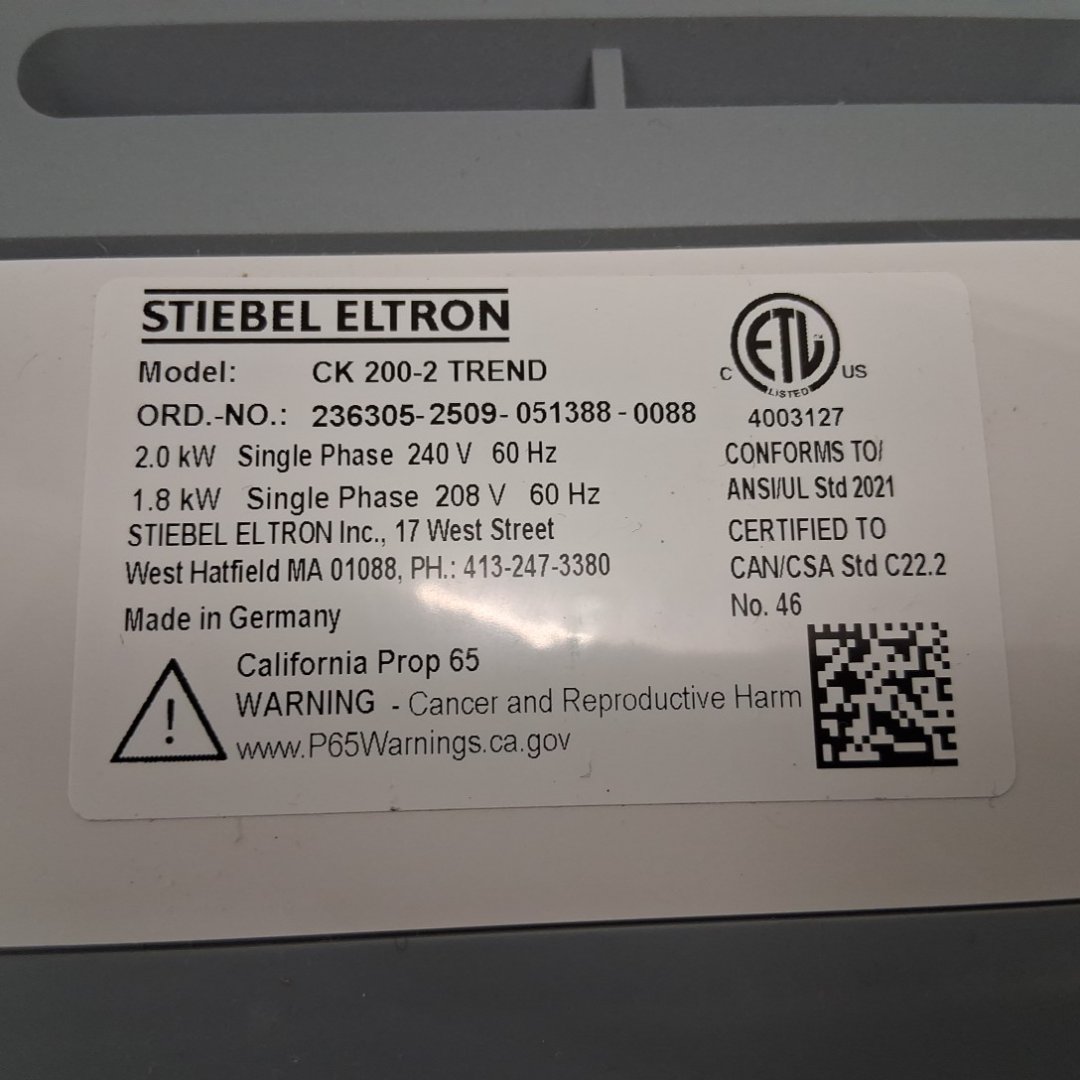 STIEBEL ELTRON
Model: CK 200-2 TREND
ORD.-NO.: 236305-2509-051388-0088
2.0 kW Single Phase 240 V 60 Hz
1.8 kW Single Phase 208 V 60 Hz
STIEBEL ELTRON Inc., 17 West Street
West Hatfield MA 01088, PH.: 413-247-3380
Made in Germany
California Prop 65
WARNING - Cancer and Reproductive Harm
www.P65Warnings.ca.gov
ETL
C US
LISTED
4003127
CONFORMS TO/
ANSI/UL Std 2021
CERTIFIED TO
CAN/CSA Std C22.2
No. 46